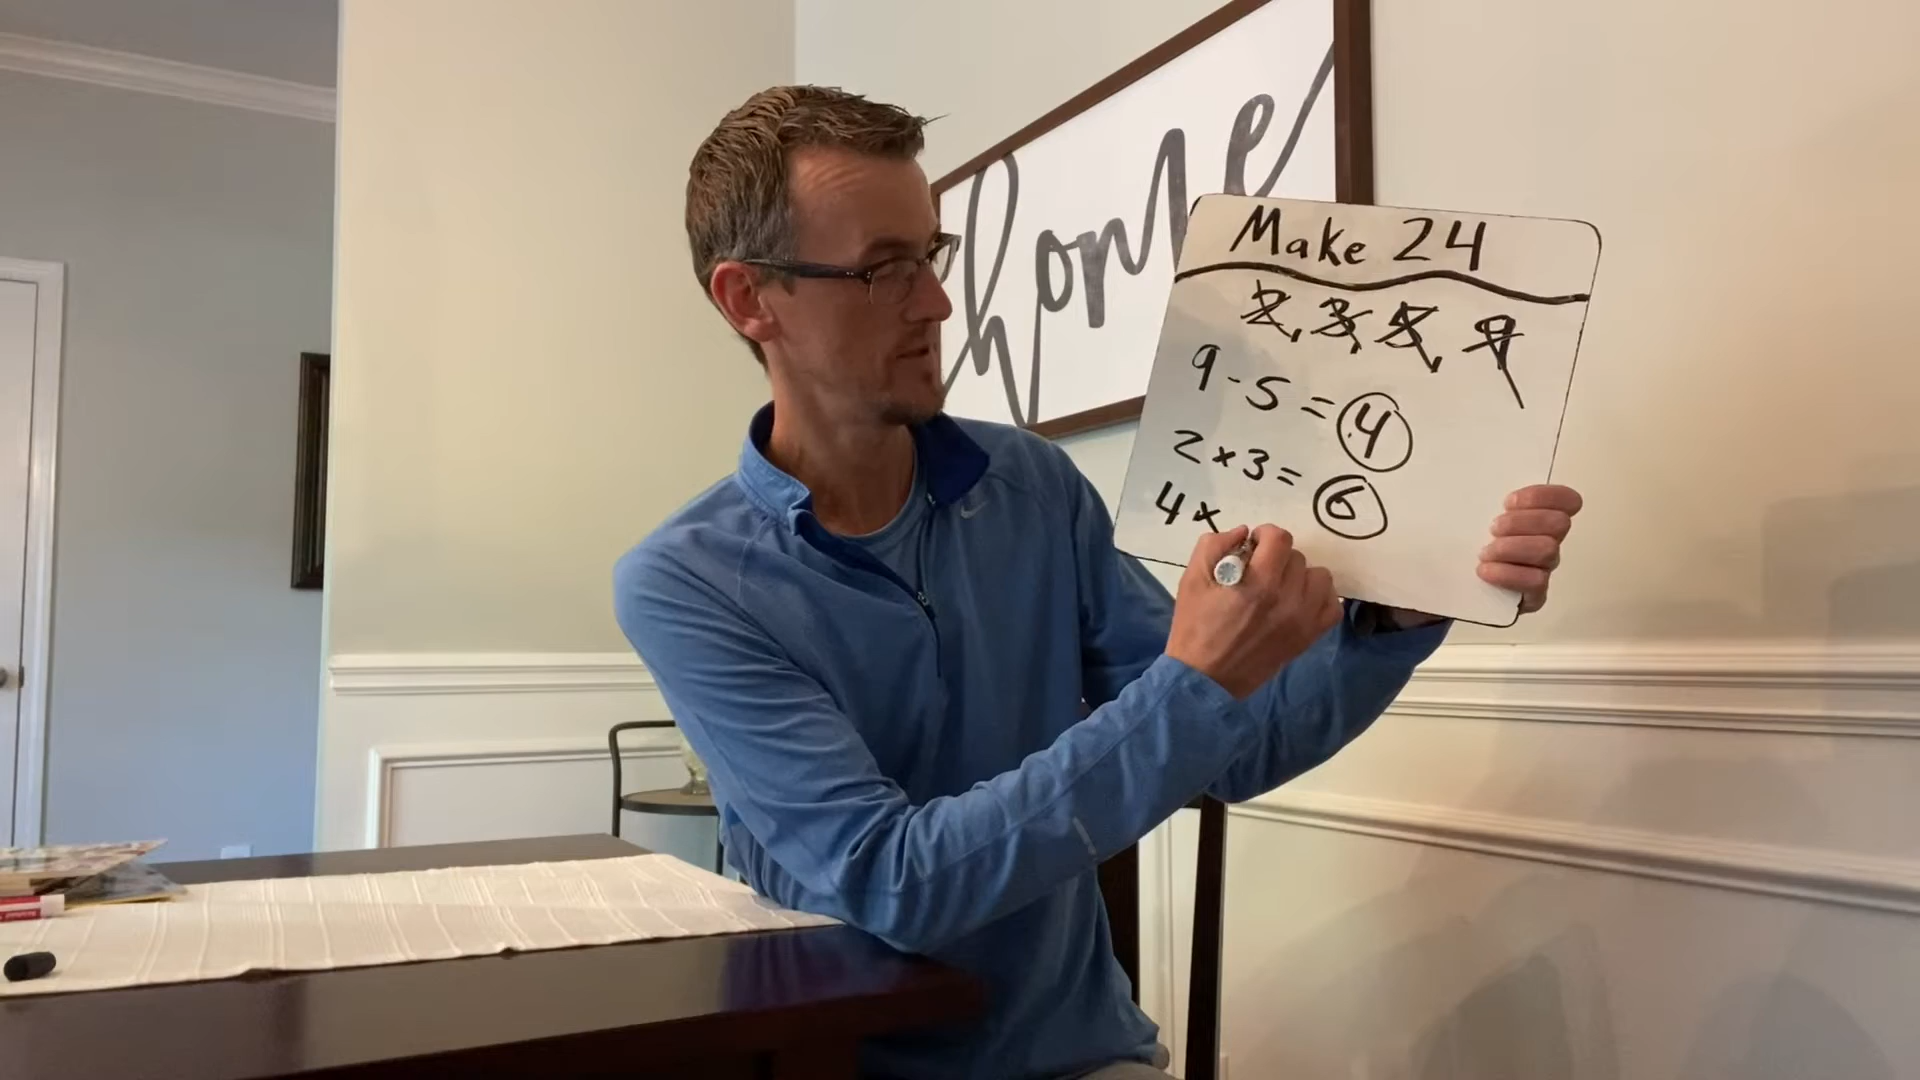 home
Make 24
2, 3, 5, 9
9 - 5 = 4
2 x 3 = 6
4 x